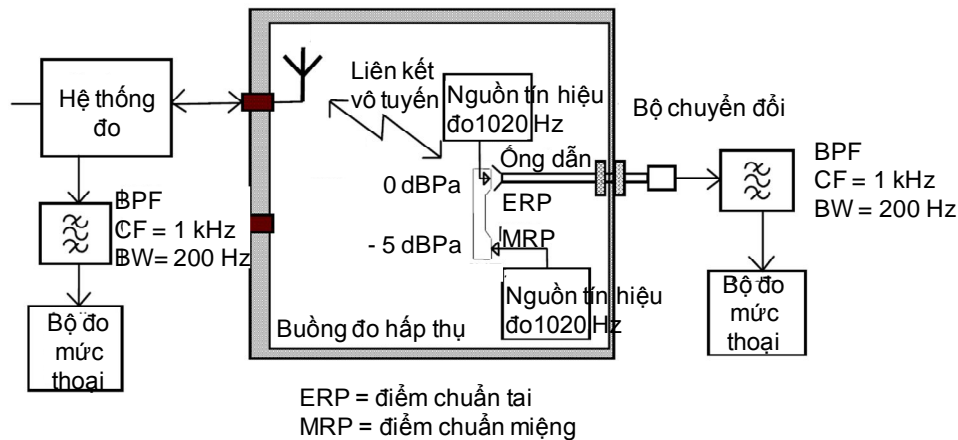 Hệ thống
đo
BPF
CF = 1 kHz
BW= 200 Hz
Bộ đo
mức
thoại
Liên kết
vô tuyến
Nguồn tín hiệu
đo1020 Hz
Ống dẫn
0 dBPa
ERP
- 5 dBPa
MRP
Nguồn tín hiệu
đo1020 Hz
Buồng đo hấp thụ
Bộ chuyển đổi
BPF
CF = 1 kHz
BW = 200 Hz
Bộ đo
mức
thoại
ERP = điểm chuẩn tai
MRP = điểm chuẩn miệng